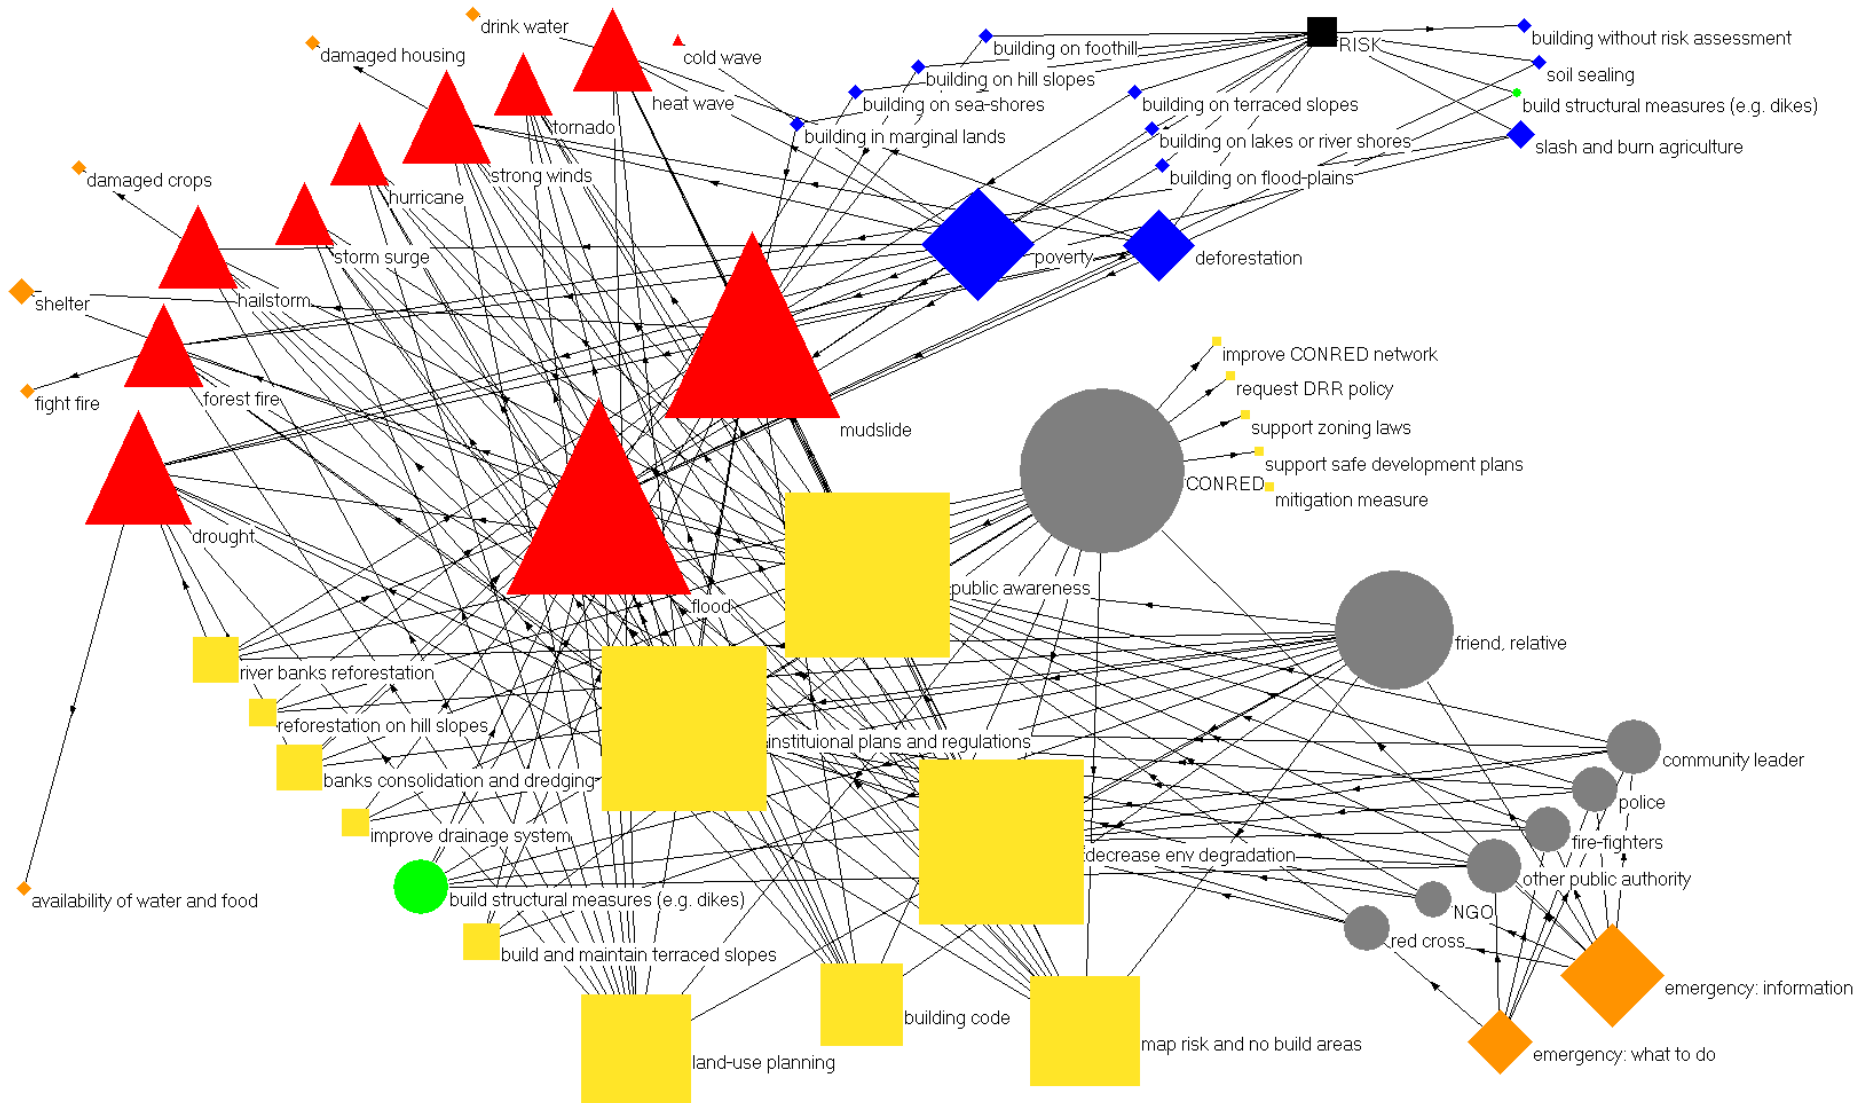 drink water
RISK
building without risk assessment
damaged housing
cold wave
building on foothill
soil sealing
building on hill slopes
heat wave
building on sea-shores
building on terraced slopes
build structural measures (e.g. dikes)
tornado
building in marginal lands
building on lakes or river shores
slash and burn agriculture
damaged crops
strong winds
building on flood-plains
hurricane
storm surge
poverty
deforestation
shelter
hailstorm
improve CONRED network
request DRR policy
fight fire
forest fire
support zoning laws
mudslide
support safe development plans
CONRED
mitigation measure
drought
public awareness
flood
friend, relative
river banks reforestation
reforestation on hill slopes
instituional plans and regulations
community leader
banks consolidation and dredging
police
improve drainage system
fire-fighters
decrease env degradation
other public authority
availability of water and food
build structural measures (e.g. dikes)
NGO
red cross
build and maintain terraced slopes
emergency: information
building code
map risk and no build areas
emergency: what to do
land-use planning